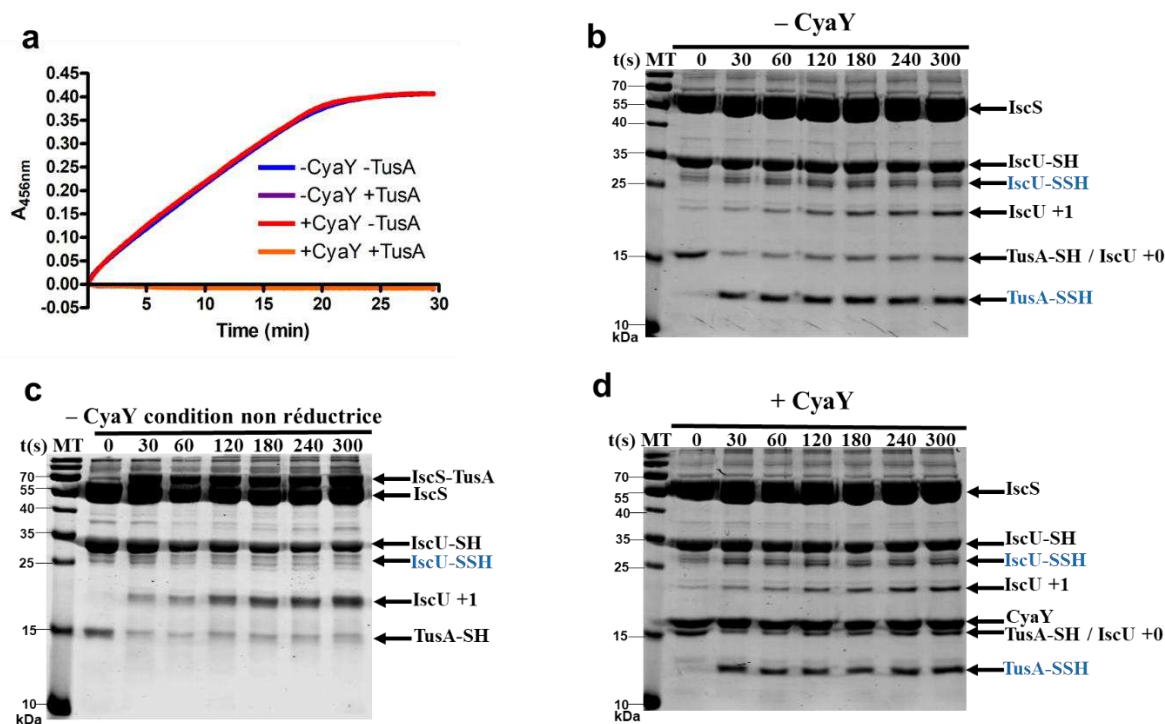 a
A456nm
0.45
0.40
0.35
0.30
0.25
0.20
0.15
0.10
0.05
0.00
-0.05
5 10 15 20 25 30
Time (min)
-CyaY -TusA
-CyaY +TusA
+CyaY -TusA
+CyaY +TusA
b
– CyaY
t(s) MT 0 30 60 120 180 240 300
70
55
40
35
25
15
10
kDa
IscS
IscU-SH
IscU-SSH
IscU +1
TusA-SH / IscU +0
TusA-SSH
c
– CyaY condition non réductrice
t(s) MT 0 30 60 120 180 240 300
70
55
40
35
25
15
10
kDa
IscS-TusA
IscS
IscU-SH
IscU-SSH
IscU +1
TusA-SH
d
+ CyaY
t(s) MT 0 30 60 120 180 240 300
70
55
40
35
25
15
10
kDa
IscS
IscU-SH
IscU-SSH
IscU +1
CyaY
TusA-SH / IscU +0
TusA-SSH